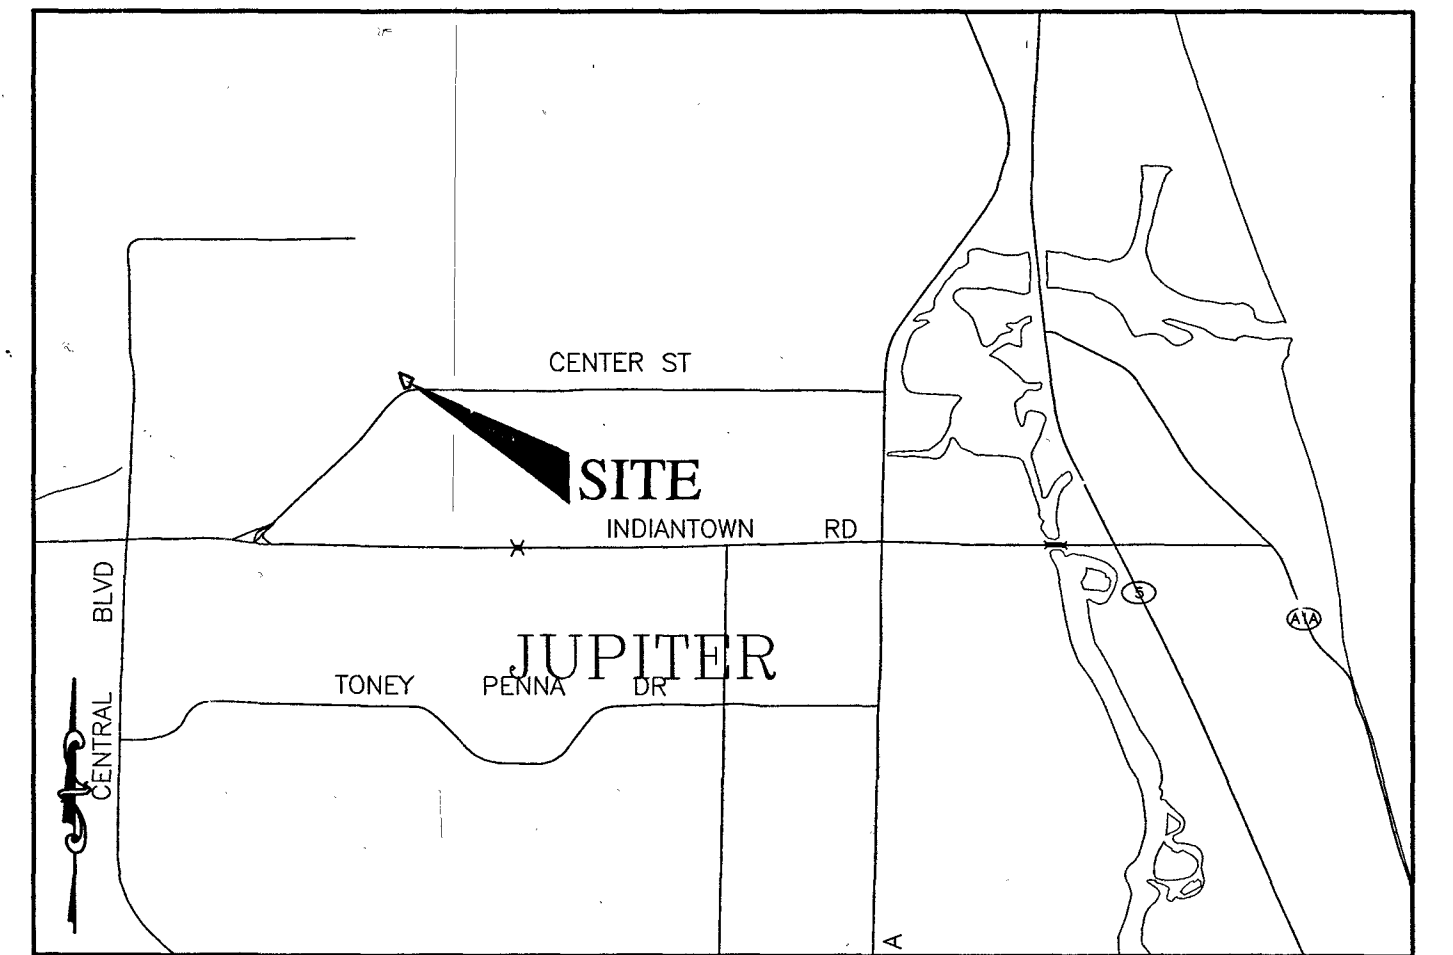 CENTER ST
SITE
INDIANTOWN RD
CENTRAL BLVD
JUPITER
TONEY PENNA DR
5
A1A
A